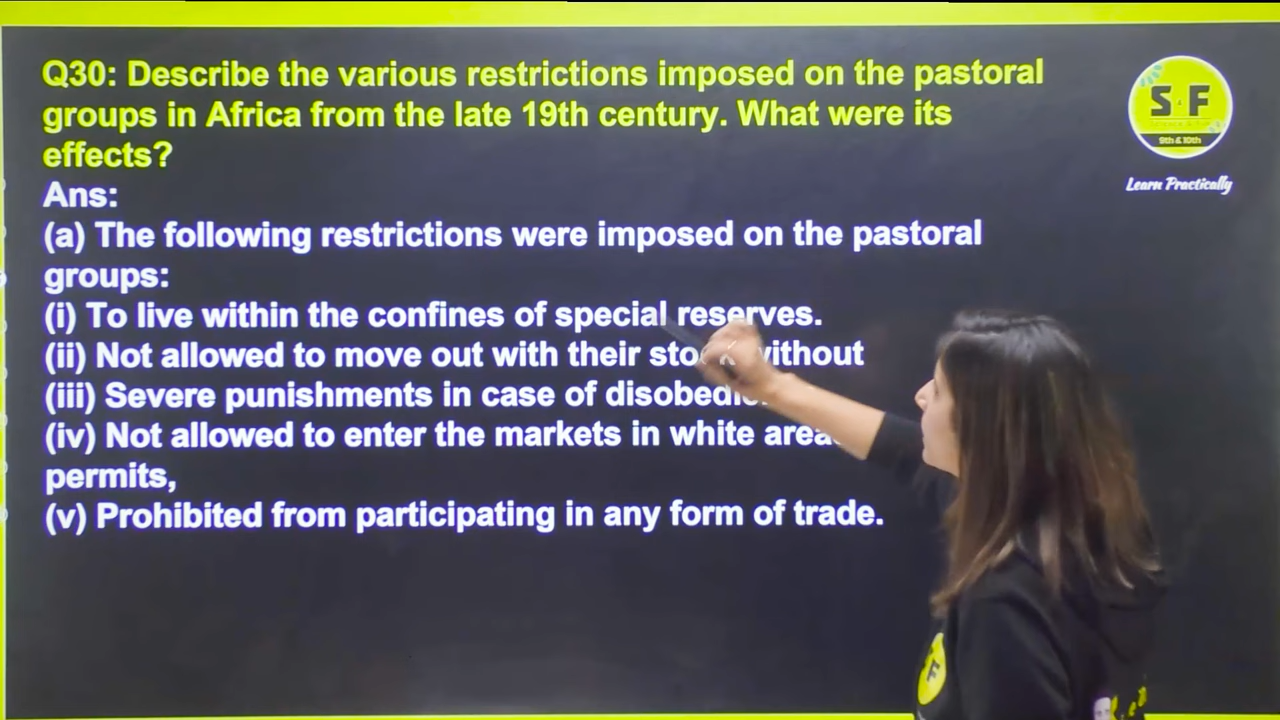 Q30: Describe the various restrictions imposed on the pastoral
groups in Africa from the late 19th century. What were its
effects?
Ans:
(a) The following restrictions were imposed on the pastoral
groups:
(i) To live within the confines of special reserves.
(ii) Not allowed to move out with their
(iii) Severe punishments in case of
(iv) Not allowed to enter the markets in white
permits,
(v) Prohibited from participating in any form of trade.
S F
9th & 10th
Learn Practically
F